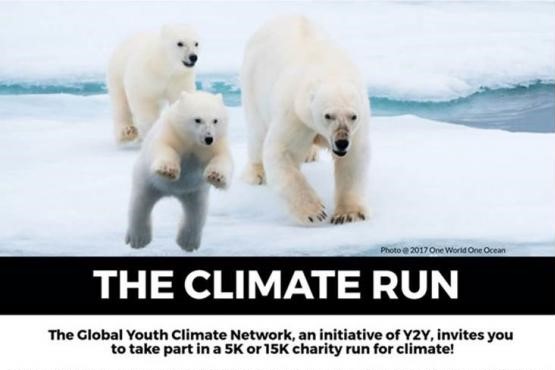 Photo @ 2017 One World One Ocean
THE CLIMATE RUN
The Global Youth Climate Network, an initiative of Y2Y, invites you
to take part in a 5K or 15K charity run for climate!